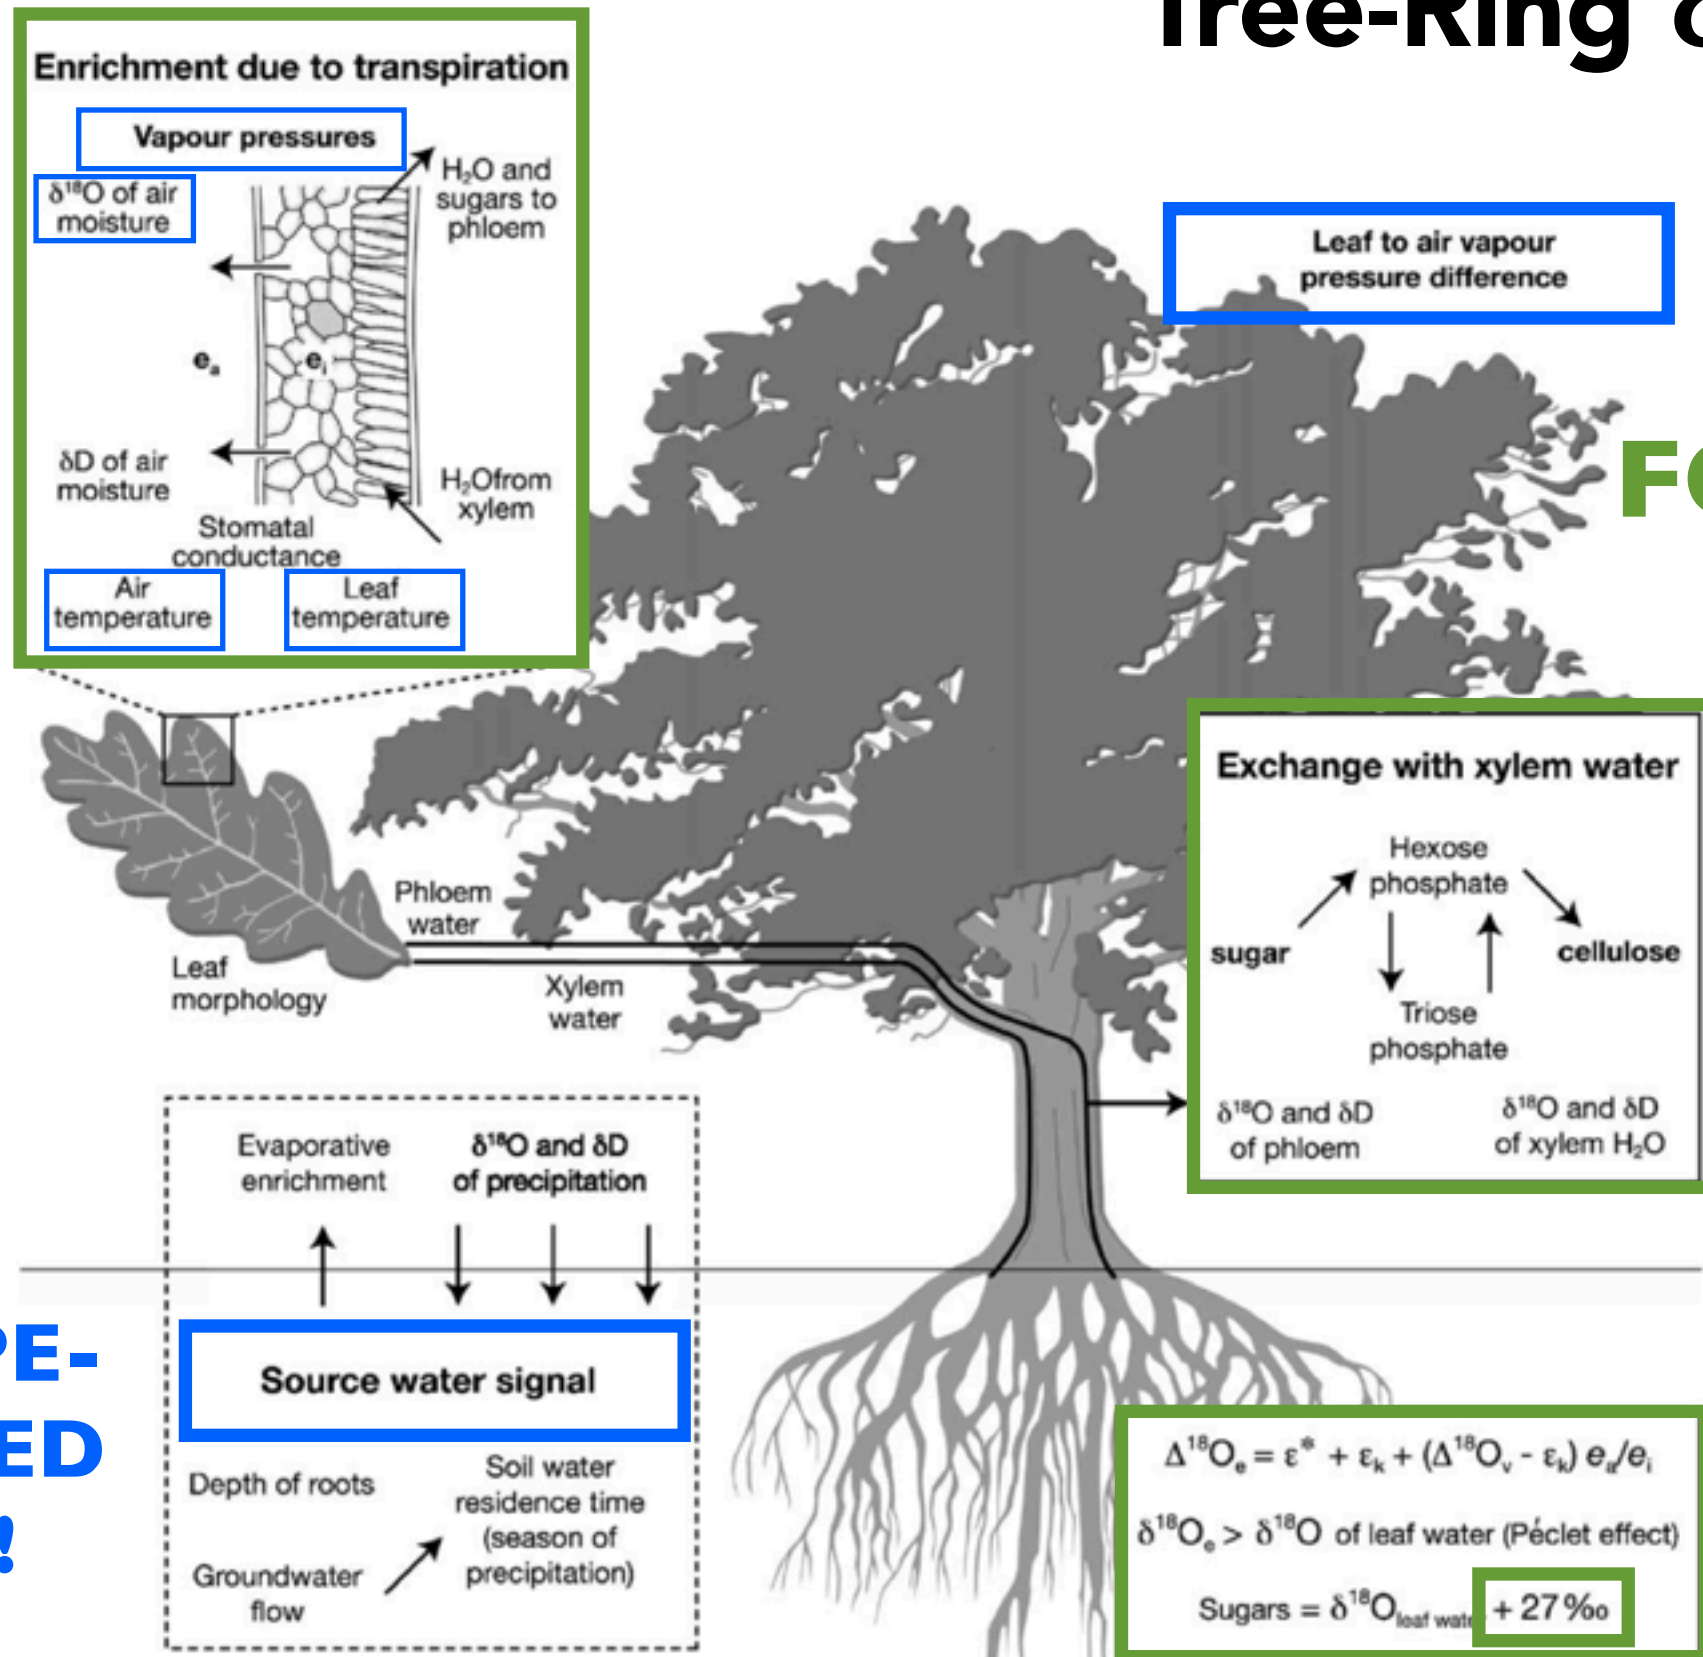 Tree-Ring
Enrichment due to transpiration
Vapour pressures
δ¹⁸O of air
moisture
H₂O and
sugars to
phloem
eₐ
eᵢ
δD of air
moisture
H₂Ofrom
xylem
Stomatal
conductance
Air
temperature
Leaf
temperature
Leaf to air vapour
pressure difference
FO
Phloem
water
Leaf
morphology
Xylem
water
Exchange with xylem water
Hexose
phosphate
sugar
cellulose
Triose
phosphate
δ¹⁸O and δD
of phloem
δ¹⁸O and δD
of xylem H₂O
Evaporative
enrichment
δ¹⁸O and δD
of precipitation
PE-
ED
!
Source water signal
Depth of roots
Soil water
residence time
(season of
precipitation)
Groundwater
flow
Δ¹⁸Oₑ = ε* + εₖ + (Δ¹⁸Oᵥ - εₖ) eₐ/eᵢ
δ¹⁸Oₑ > δ¹⁸O of leaf water (Péclet effect)
Sugars = δ¹⁸O leaf wate + 27‰